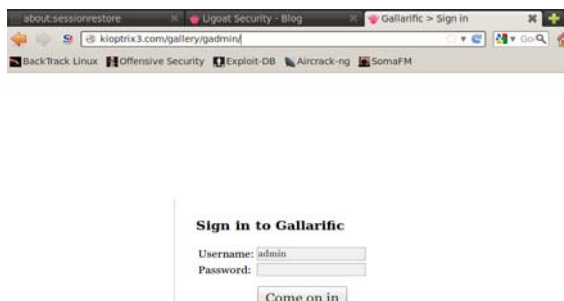 about:sessionrestore
Ligoat Security - Blog
Gallarific > Sign in
kioptrix3.com/gallery/gadmin/
Goo
BackTrack Linux
Offensive Security
Exploit-DB
Aircrack-ng
SomaFM
Sign in to Gallarific
Username: admin
Password:
Come on in